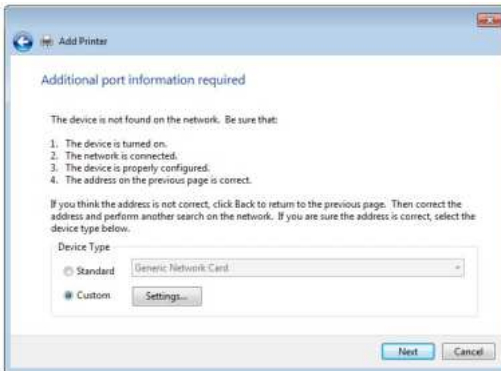 Add Printer
Additional port information required
The device is not found on the network. Be sure that:
1. The device is turned on.
2. The network is connected.
3. The device is properly configured.
4. The address on the previous page is correct.
If you think the address is not correct, click Back to return to the previous page. Then correct the
address and perform another search on the network. If you are sure the address is correct, select the
device type below.
Device Type
Standard
Generic Network Card
Custom
Settings...
Next
Cancel